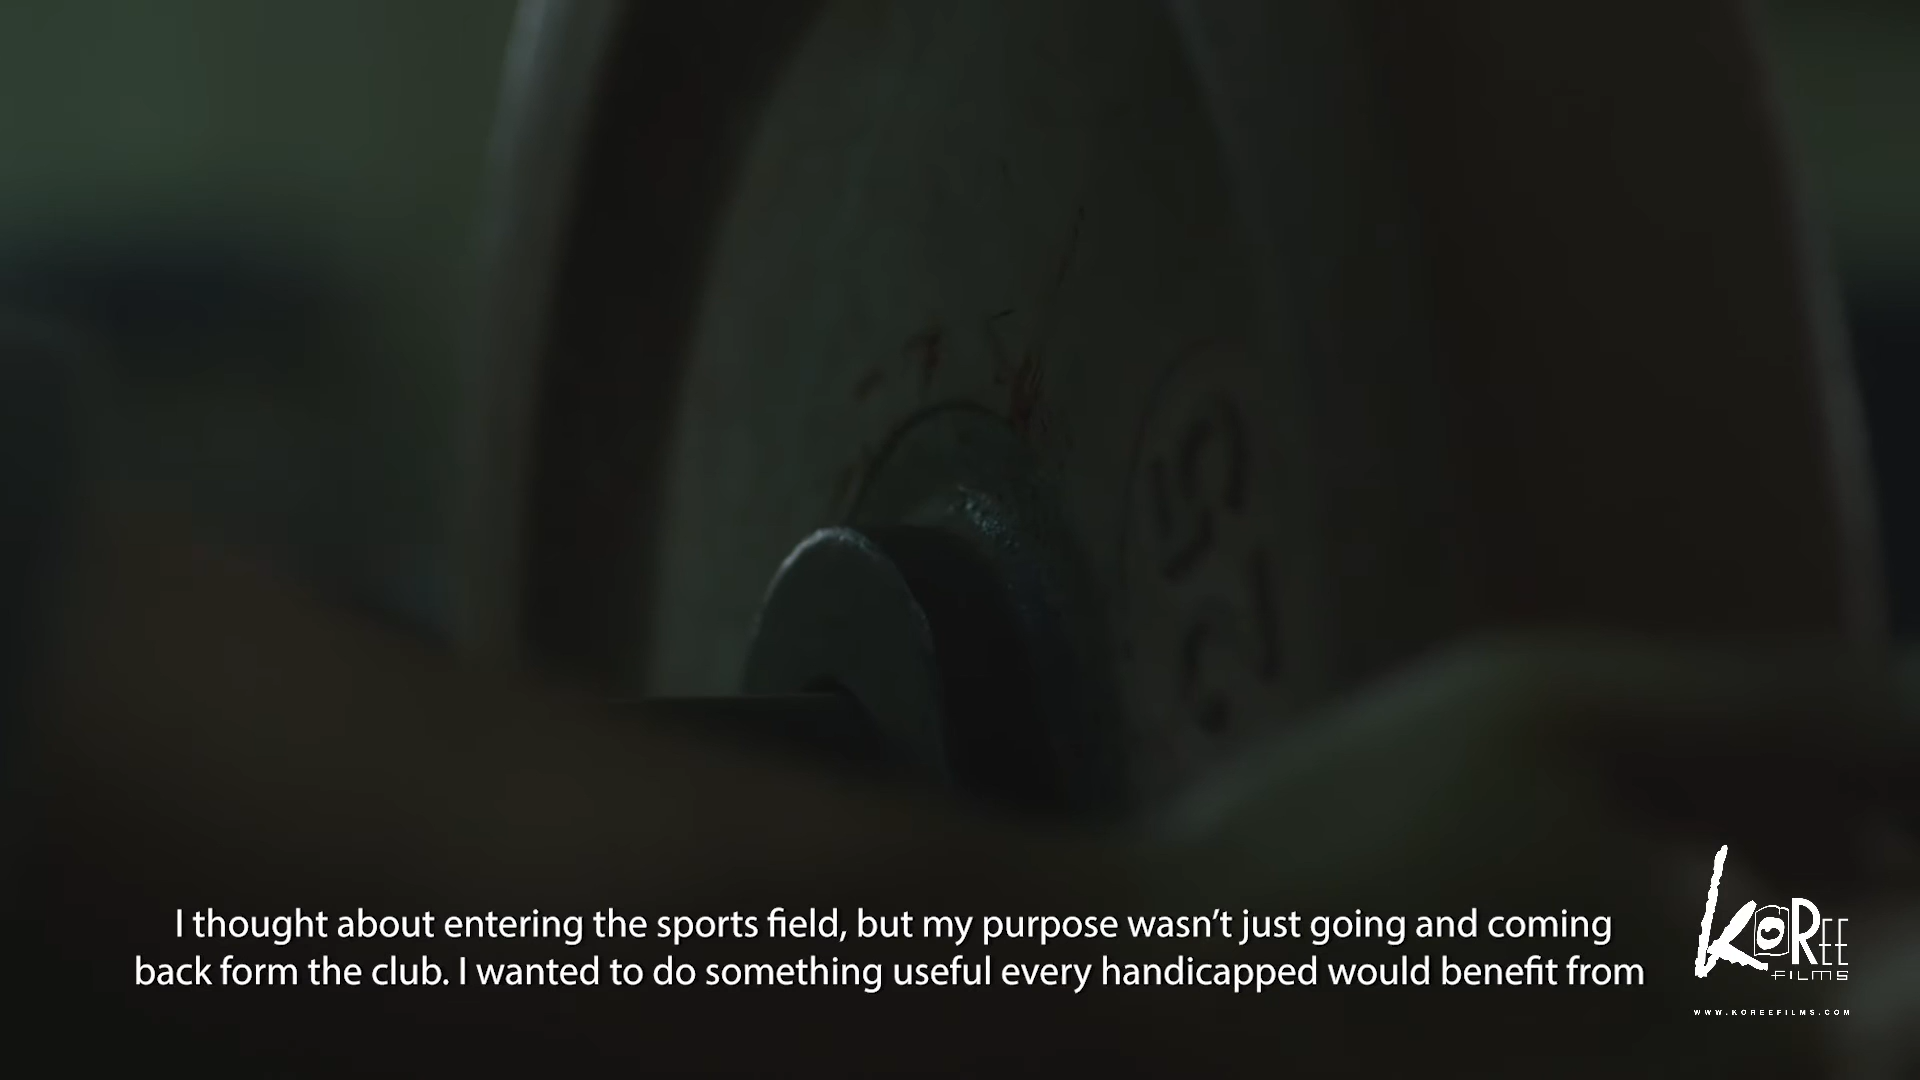 I thought about entering the sports field, but my purpose wasn’t just going and coming
back form the club. I wanted to do something useful every handicapped would benefit from
KOREE
FILMS
WWW.KOREEFILMS.COM